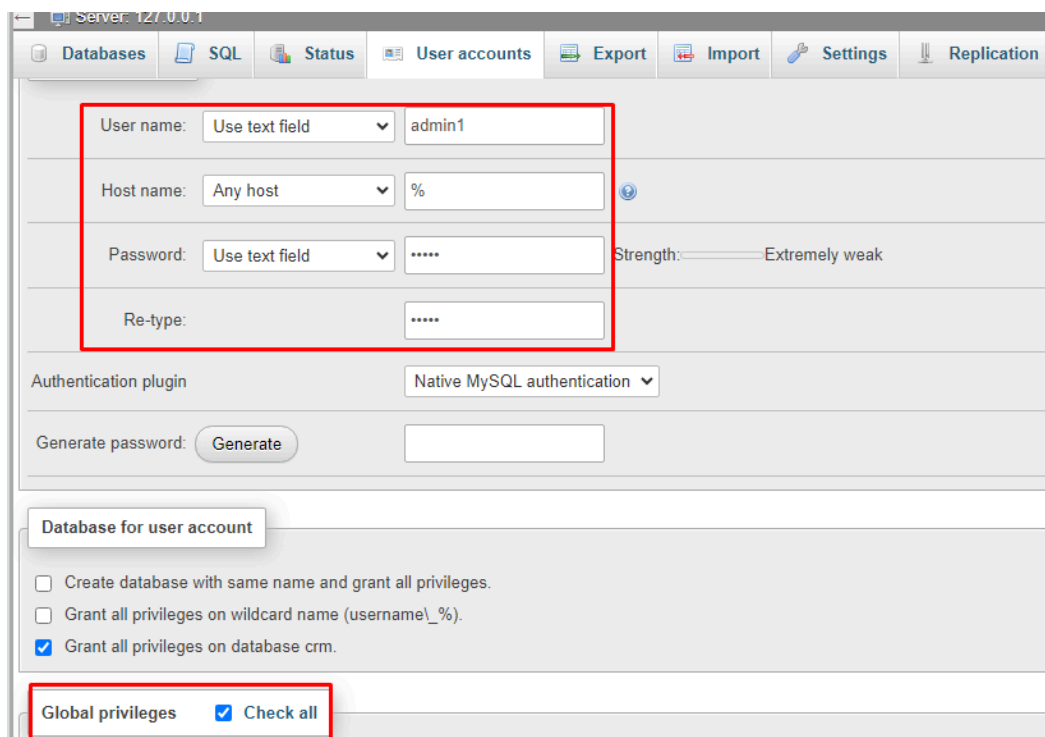 Server: 127.0.0.1
Databases SQL Status User accounts Export Import Settings Replication
User name: Use text field admin1
Host name: Any host %
Password: Use text field ••••• Strength: Extremely weak
Re-type: •••••
Authentication plugin Native MySQL authentication
Generate password: Generate
Database for user account
Create database with same name and grant all privileges.
Grant all privileges on wildcard name (username\_%).
Grant all privileges on database crm.
Global privileges Check all